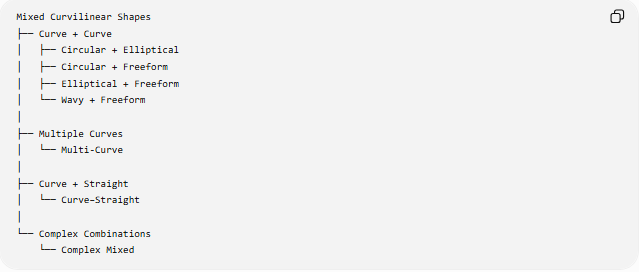 Mixed Curvilinear Shapes
├── Curve + Curve
│   ├── Circular + Elliptical
│   ├── Circular + Freeform
│   ├── Elliptical + Freeform
│   └── Wavy + Freeform
│
├── Multiple Curves
│   └── Multi-Curve
│
├── Curve + Straight
│   └── Curve–Straight
│
└── Complex Combinations
    └── Complex Mixed